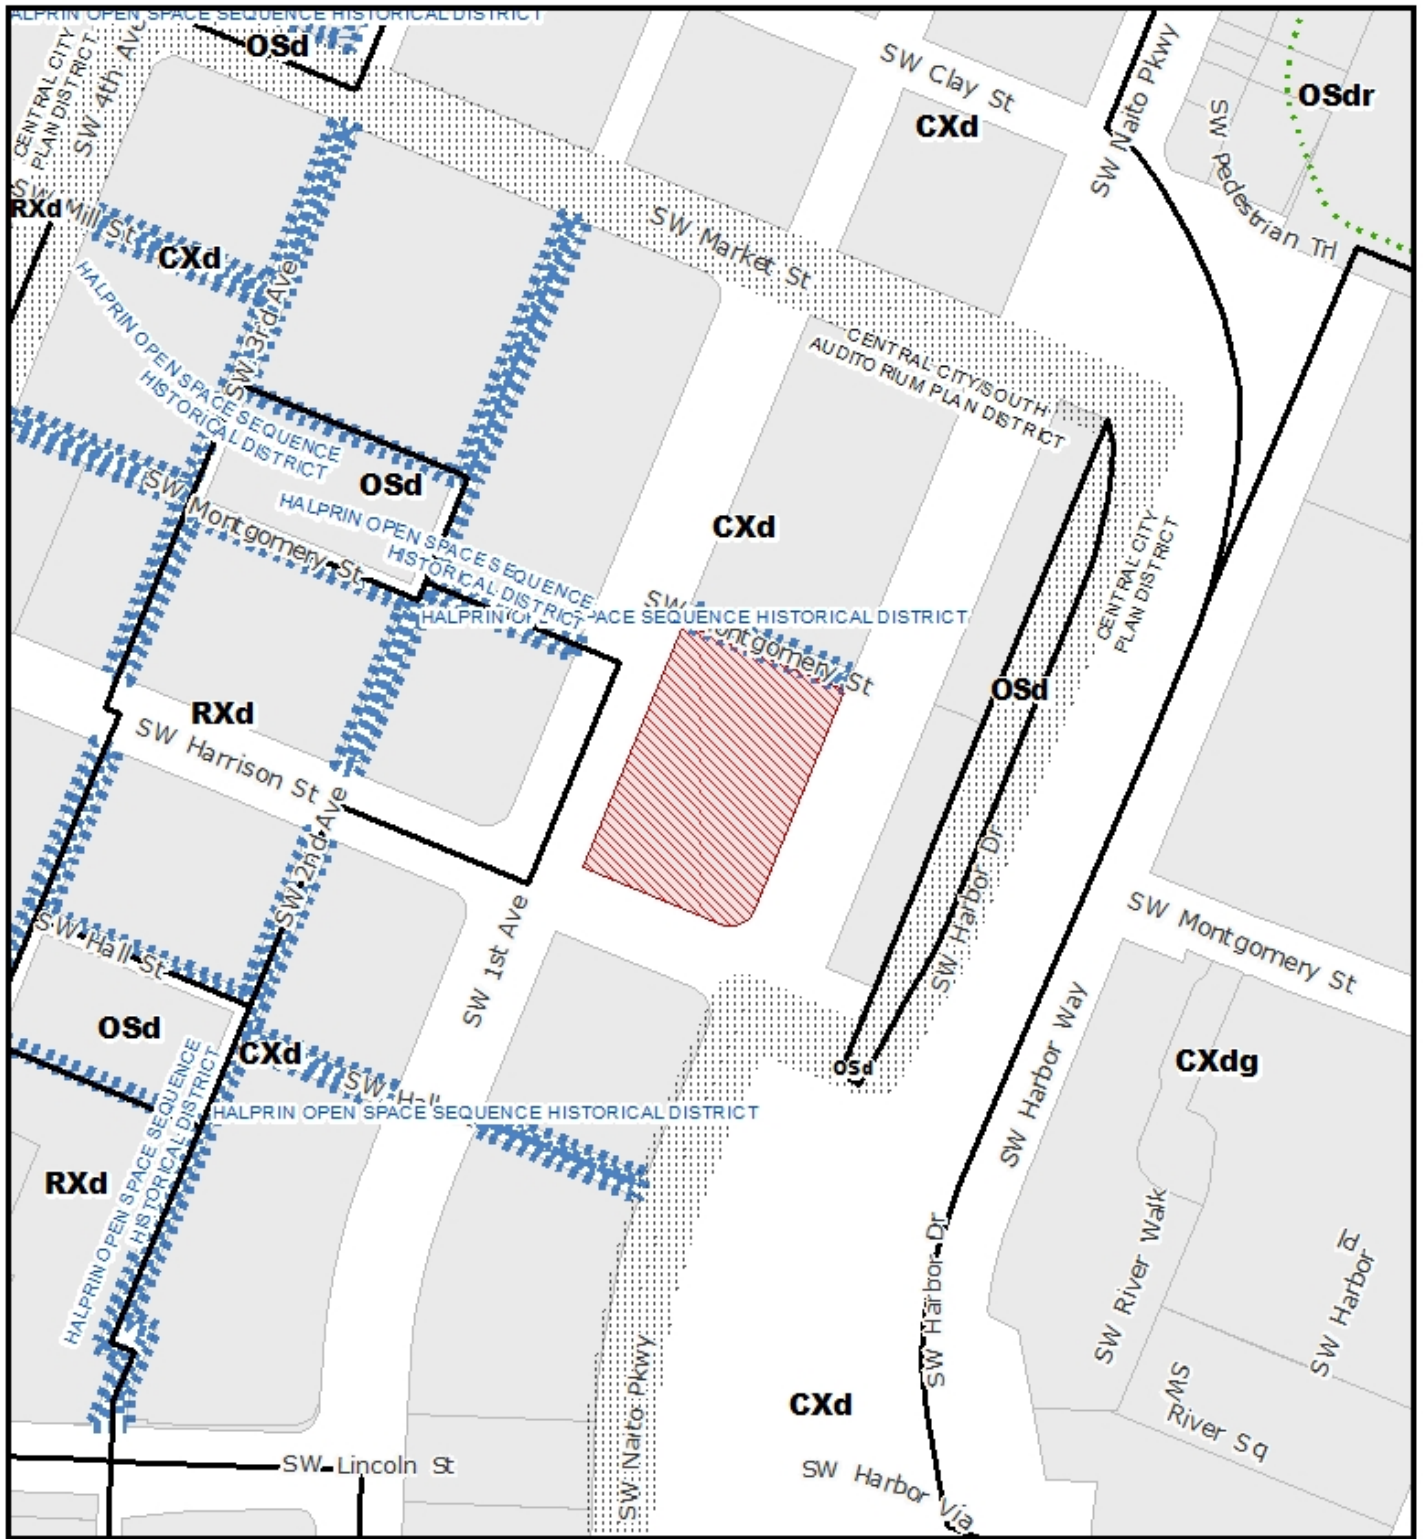 ALPRIN OPEN SPACE SEQUENCE HISTORICAL DISTRICT
OSd
CENTRAL CITY
PLAN DISTRICT
SW 4th Ave
SW Clay St
CXd
SW Naito Pkwy
OSdr
SW Pedestrian Trl
RXd
SW Mill St
CXd
SW Market St
SW 3rd Ave
HALPRIN OPEN SPACE SEQUENCE
HISTORICAL DISTRICT
CENTRAL CITY/SOUTH
AUDITORIUM PLAN DISTRICT
OSd
SW Montgomery St
HALPRIN OPEN SPACE SEQUENCE
HISTORICAL DISTRICT
CXd
CENTRAL CITY
PLAN DISTRICT
SW Montgomery St
HALPRIN OPEN SPACE SEQUENCE HISTORICAL DISTRICT
OSd
RXd
SW Harrison St
SW 2nd Ave
SW Harbor Dr
SW Hall St
SW 1st Ave
SW Montgomery St
OSd
CXd
SW Hall
OSd
SW Harbor Way
CXdg
HALPRIN OPEN SPACE SEQUENCE HISTORICAL DISTRICT
HALPRIN OPEN SPACE SEQUENCE
HISTORICAL DISTRICT
RXd
SW Harbor Dr
SW River Walk
ld
SW Harbor
SW Naito Pkwy
CXd
MS
River Sq
SW Lincoln St
SW Harbor Via